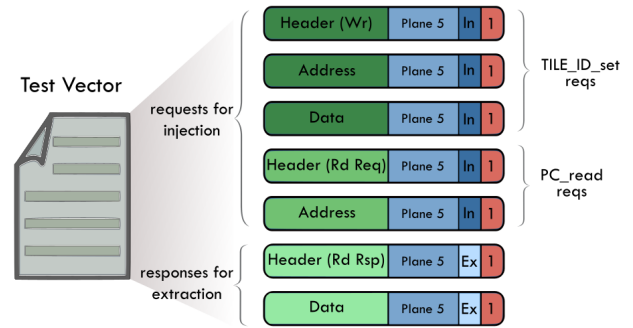 Header (Wr) Plane 5 In 1
Address Plane 5 In 1
Data Plane 5 In 1
TILE_ID_set
reqs
Test Vector
requests for
injection
Header (Rd Req) Plane 5 In 1
Address Plane 5 In 1
PC_read
reqs
Header (Rd Rsp) Plane 5 Ex 1
Data Plane 5 Ex 1
responses for
extraction